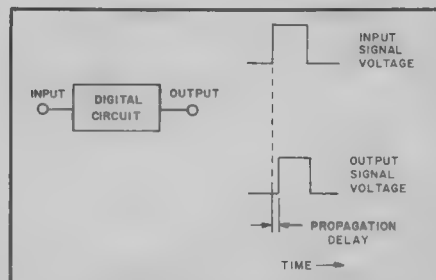 INPUT
DIGITAL
CIRCUIT
OUTPUT
INPUT
SIGNAL
VOLTAGE
OUTPUT
SIGNAL
VOLTAGE
PROPAGATION
DELAY
TIME